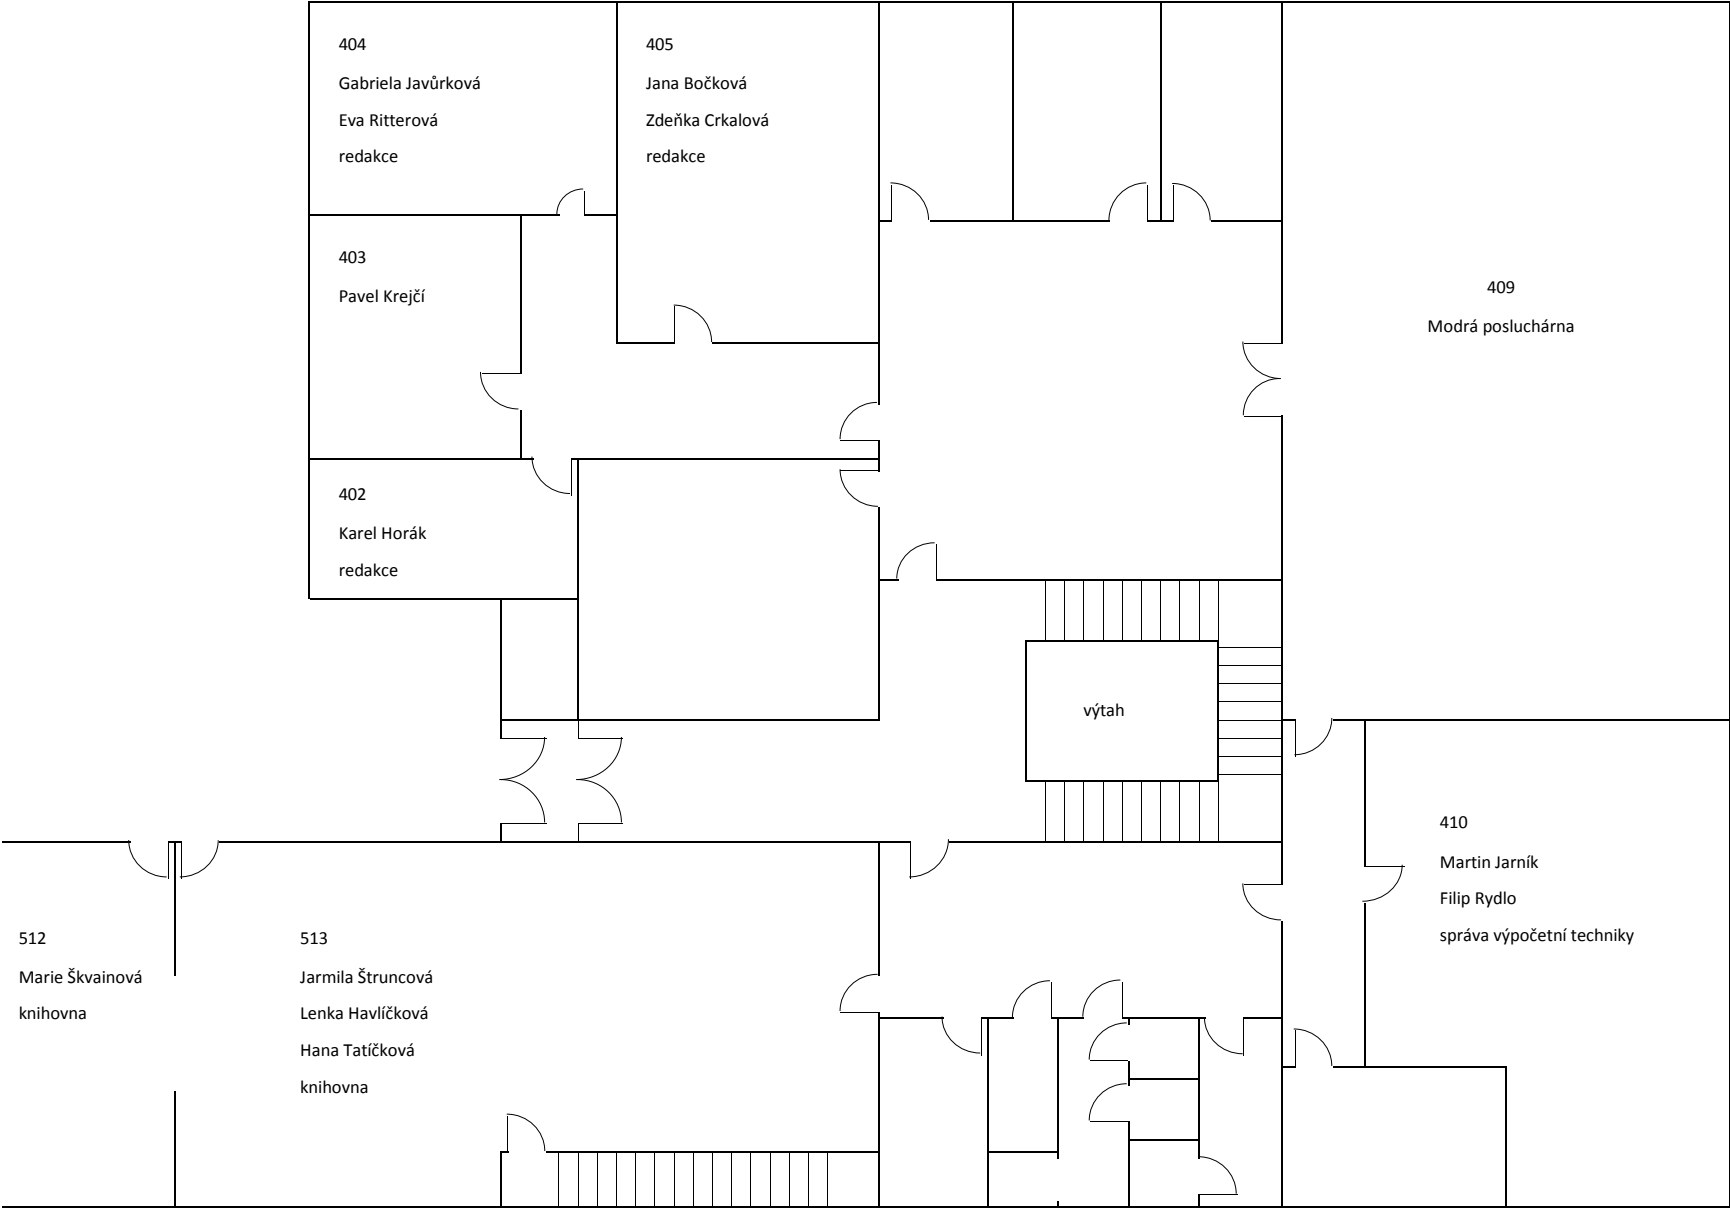 404
Gabriela Javůrková
Eva Ritterová
redakce
405
Jana Bočková
Zdeňka Crkalová
redakce
403
Pavel Krejčí
409
Modrá posluchárna
402
Karel Horák
redakce
výtah
410
Martin Jarník
Filip Rydlo
správa výpočetní techniky
512
Marie Škvainová
knihovna
513
Jarmila Štruncová
Lenka Havlíčková
Hana Tatíčková
knihovna